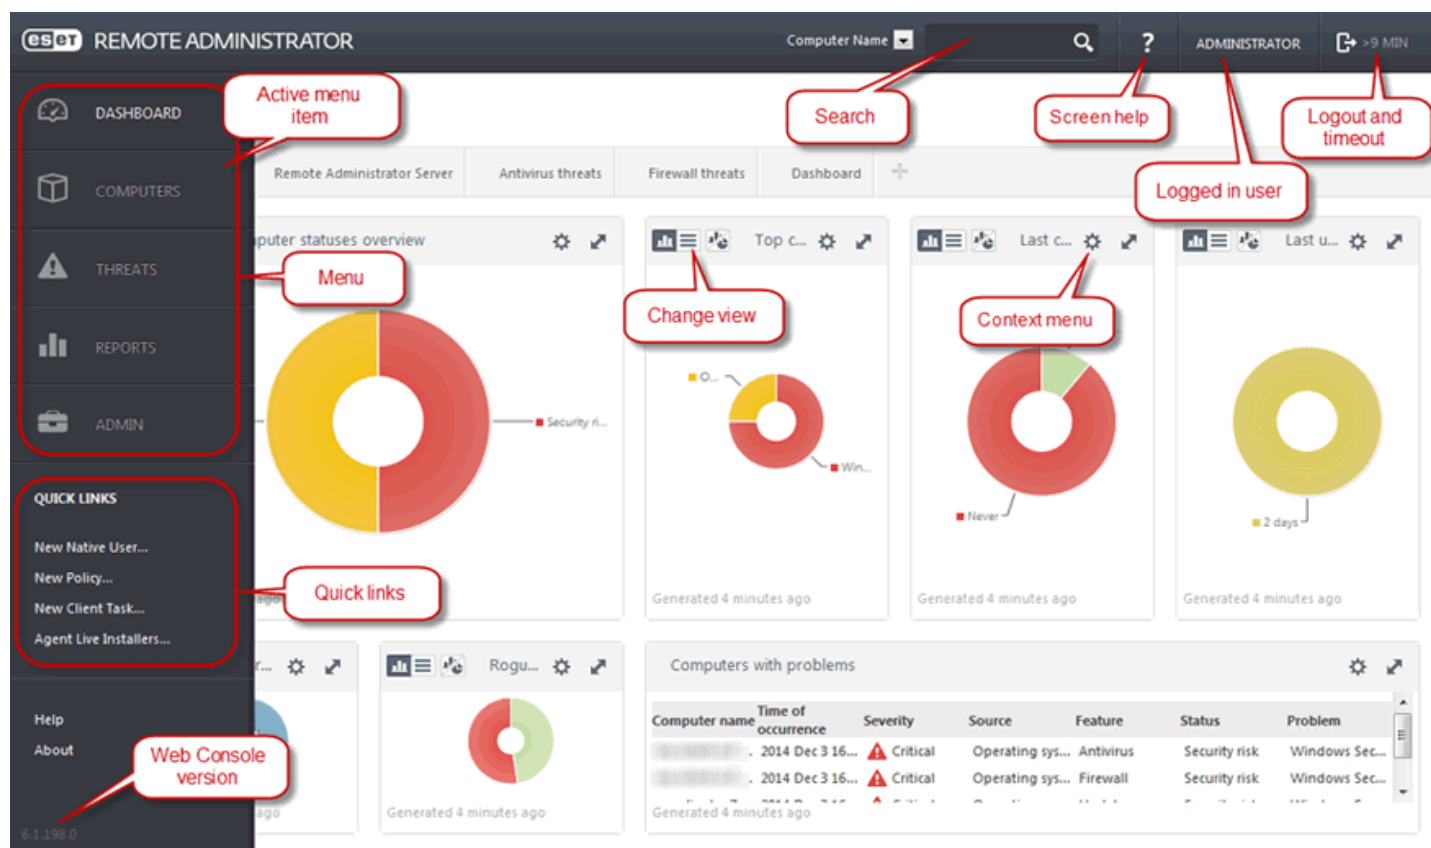 eset REMOTE ADMINISTRATOR
Computer Name
?
ADMINISTRATOR
>9 MIN
Search
Screen help
Logged in user
Logout and
timeout
DASHBOARD
COMPUTERS
THREATS
REPORTS
ADMIN
Active menu
item
Menu
QUICK LINKS
New Native User...
New Policy...
New Client Task...
Agent Live Installers...
Quick links
Help
About
Web Console
version
6.1.198.0
Remote Administrator Server
Antivirus threats
Firewall threats
Dashboard
puter statuses overview
Security ri...
ago
Top c...
Change view
O...
Win...
Generated 4 minutes ago
Last c...
Context menu
Never
Generated 4 minutes ago
Last u...
2 days
Generated 4 minutes ago
r...
ago
Rogu...
Generated 4 minutes ago
Computers with problems
Computer name Time of occurrence Severity Source Feature Status Problem
2014 Dec 3 16... Critical Operating sys... Antivirus Security risk Windows Sec...
2014 Dec 3 16... Critical Operating sys... Firewall Security risk Windows Sec...
Generated 4 minutes ago